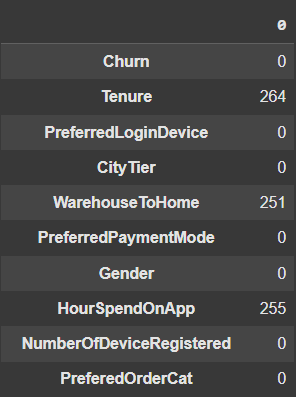 0
Churn 0
Tenure 264
PreferredLoginDevice 0
CityTier 0
WarehouseToHome 251
PreferredPaymentMode 0
Gender 0
HourSpendOnApp 255
NumberOfDeviceRegistered 0
PreferedOrderCat 0